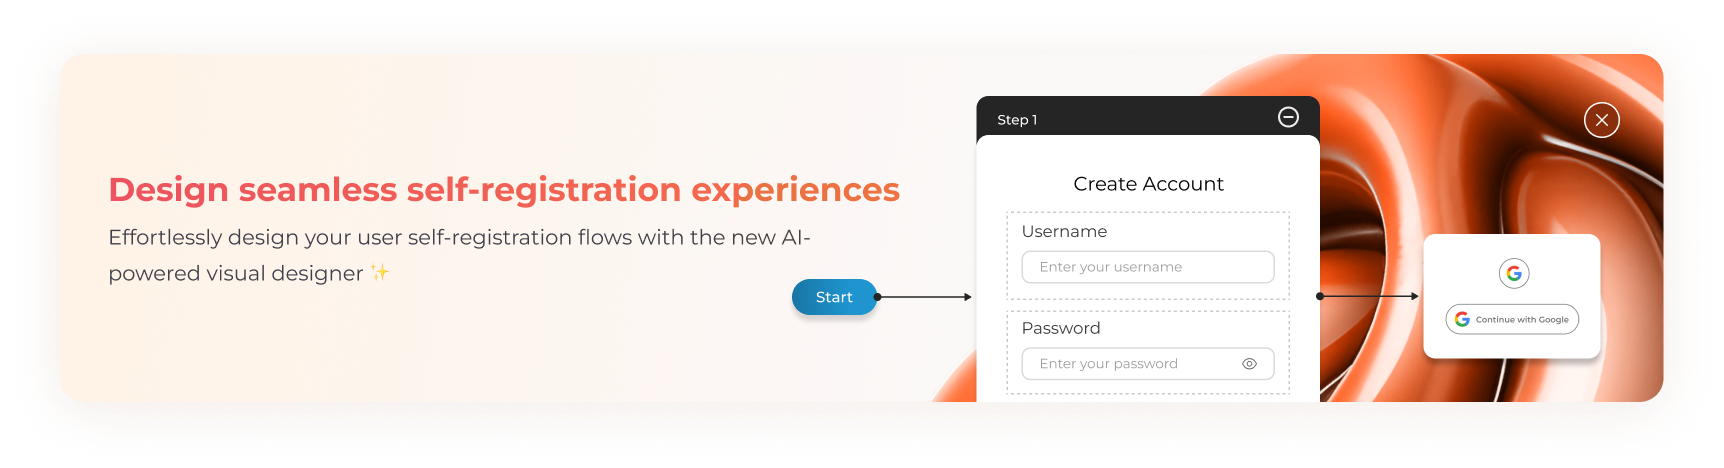 Design seamless self-registration experiences
Effortlessly design your user self-registration flows with the new AI-
powered visual designer ✨
Start
Step 1
Create Account
Username
Enter your username
Password
Enter your password
Continue with Google